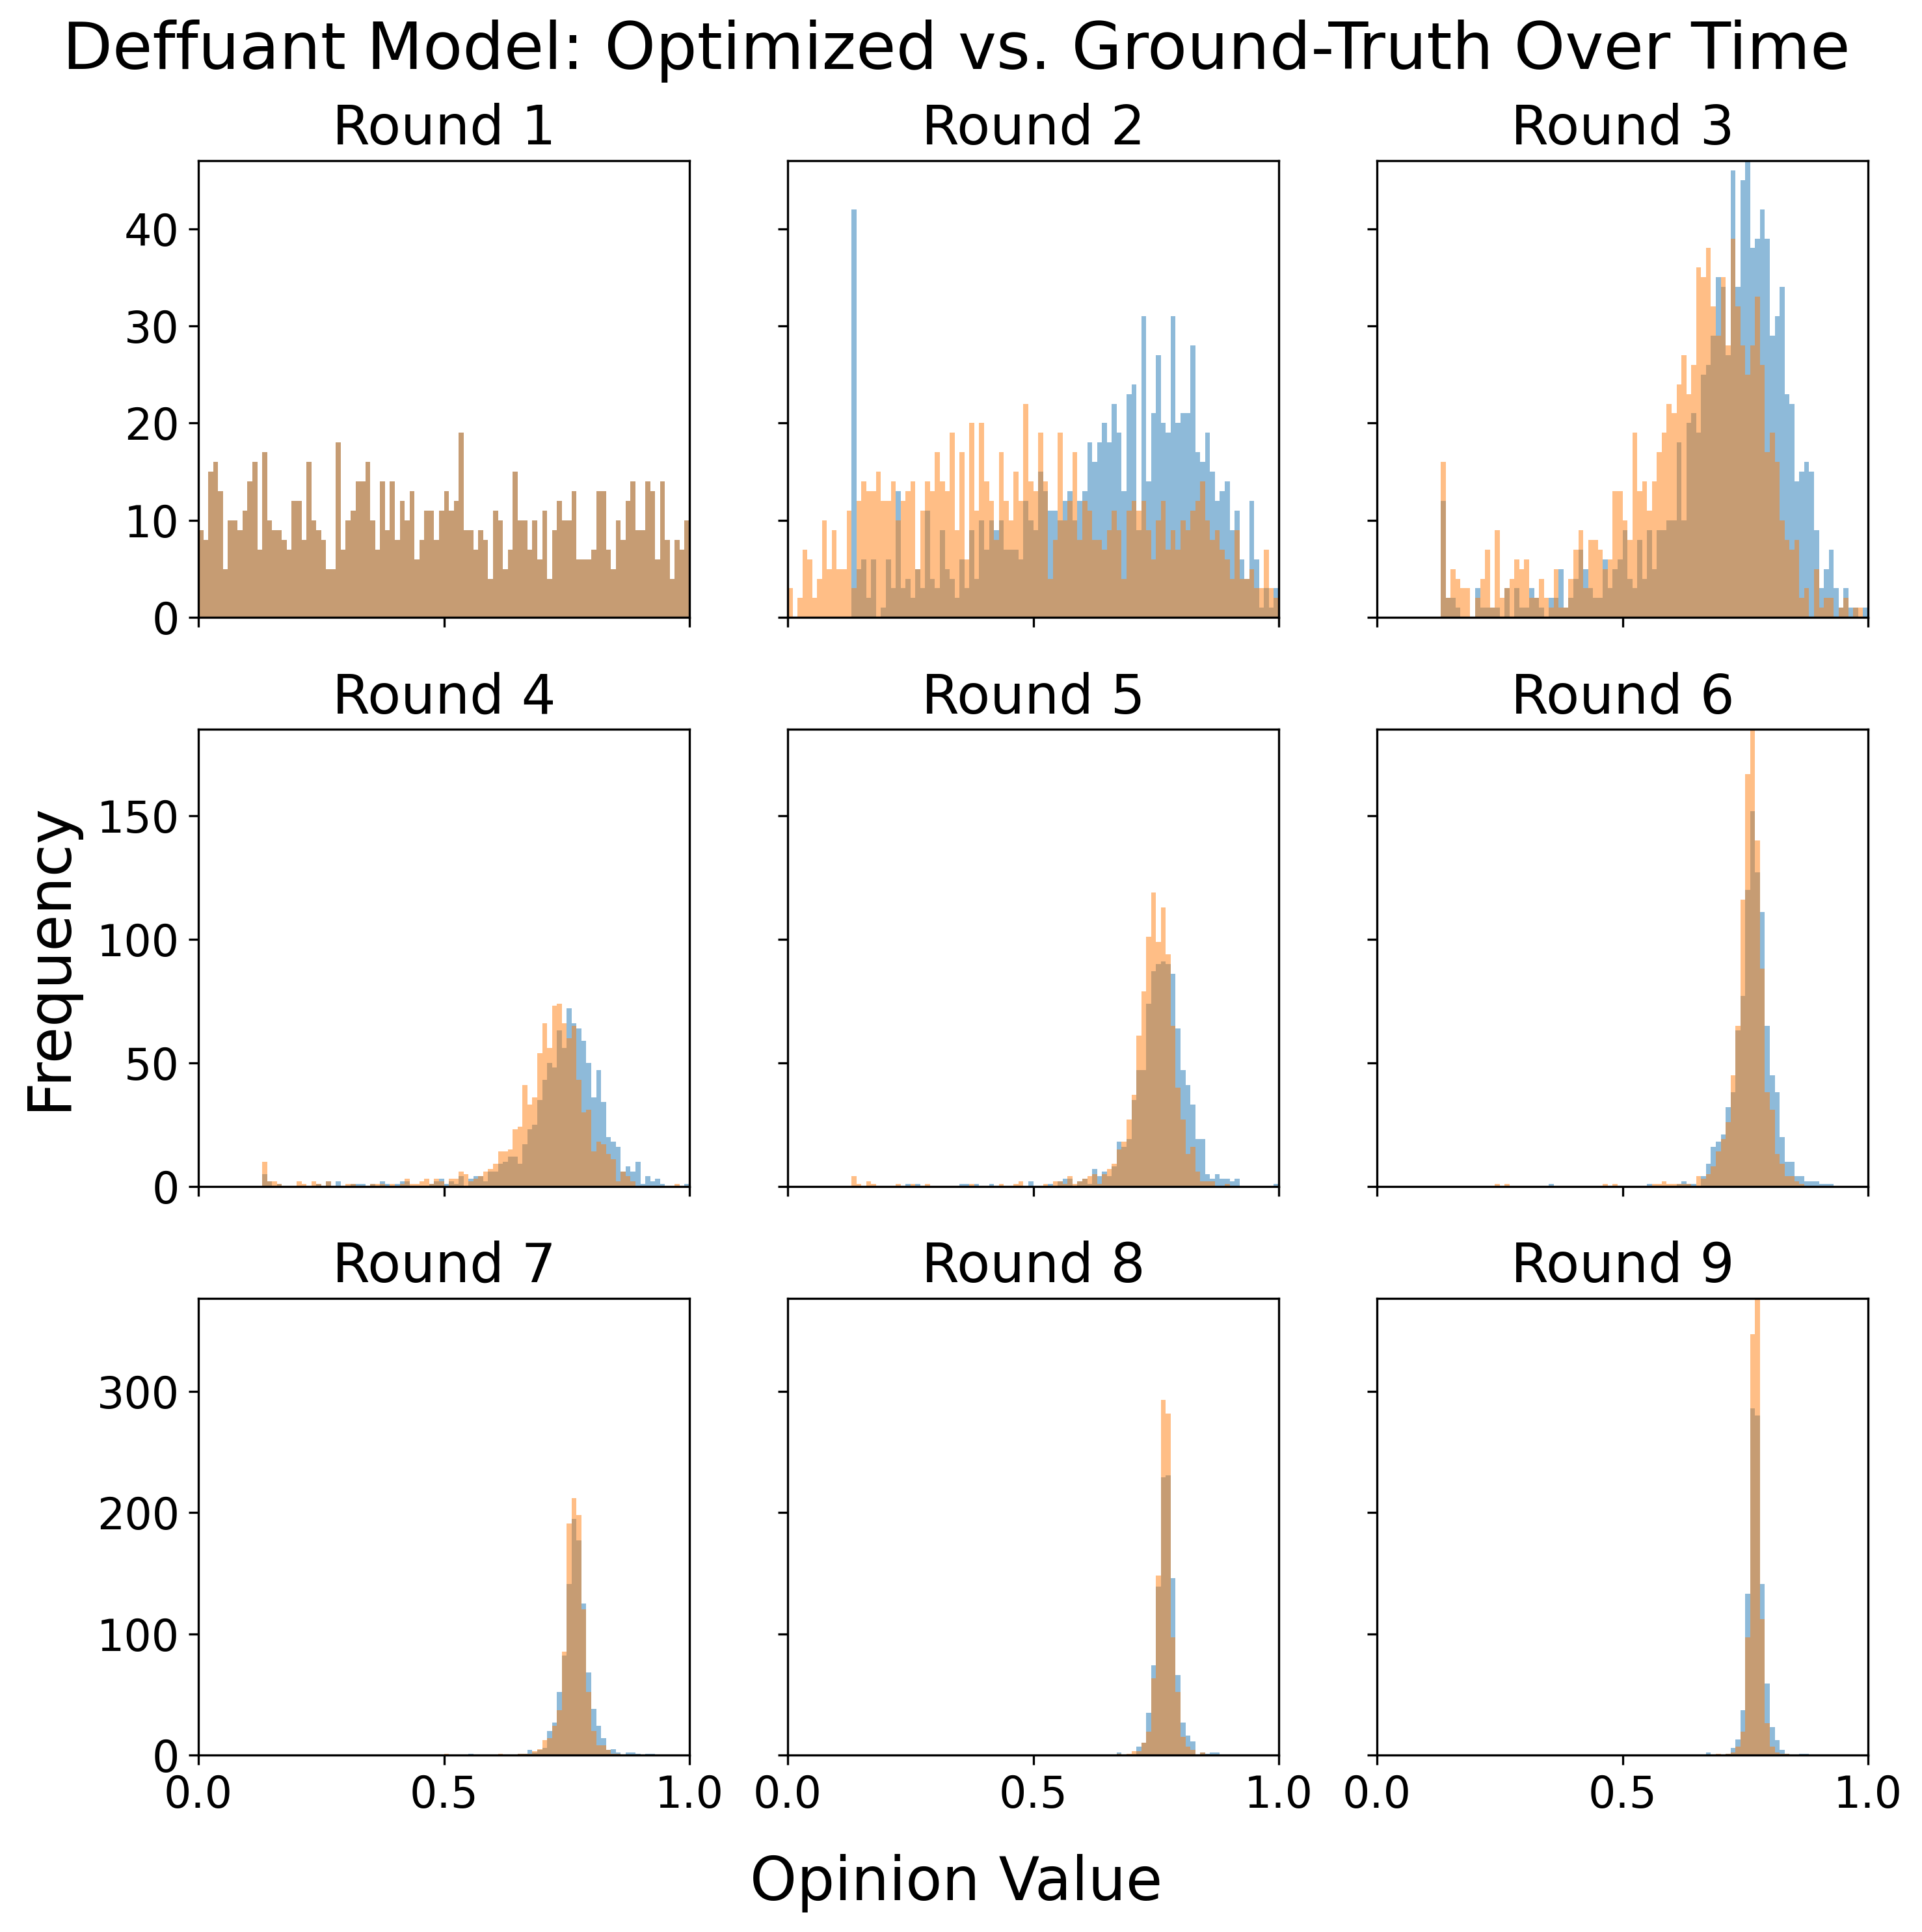 Deffuant Model: Optimized vs. Ground-Truth Over Time
Round 1
Round 2
Round 3
40
30
20
10
0
Round 4
Round 5
Round 6
150
100
50
0
Frequency
Round 7
Round 8
Round 9
300
200
100
0
0.0 0.5 1.0
0.0 0.5 1.0
0.0 0.5 1.0
Opinion Value